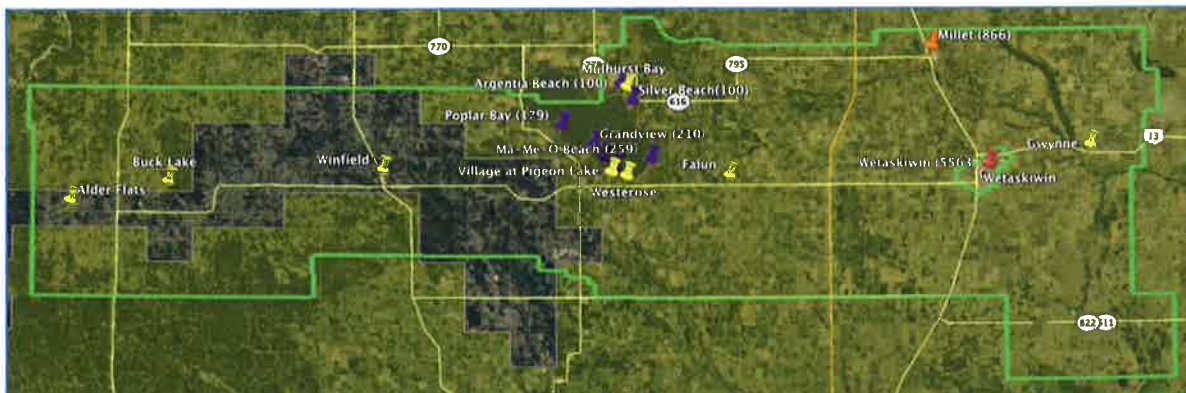 770
795
Millet (866)
Mulhurst Bay
Argentia Beach (100)
Silver Beach(100)
616
Poplar Bay (129)
Grandview (210)
13
Gwynne
Ma-Me-O-Beach (259)
Buck Lake
Winfield
Falun
Wetaskiwin (5563
Village at Pigeon Lake
Wetaskiwin
Alder Flats
Westerose
822